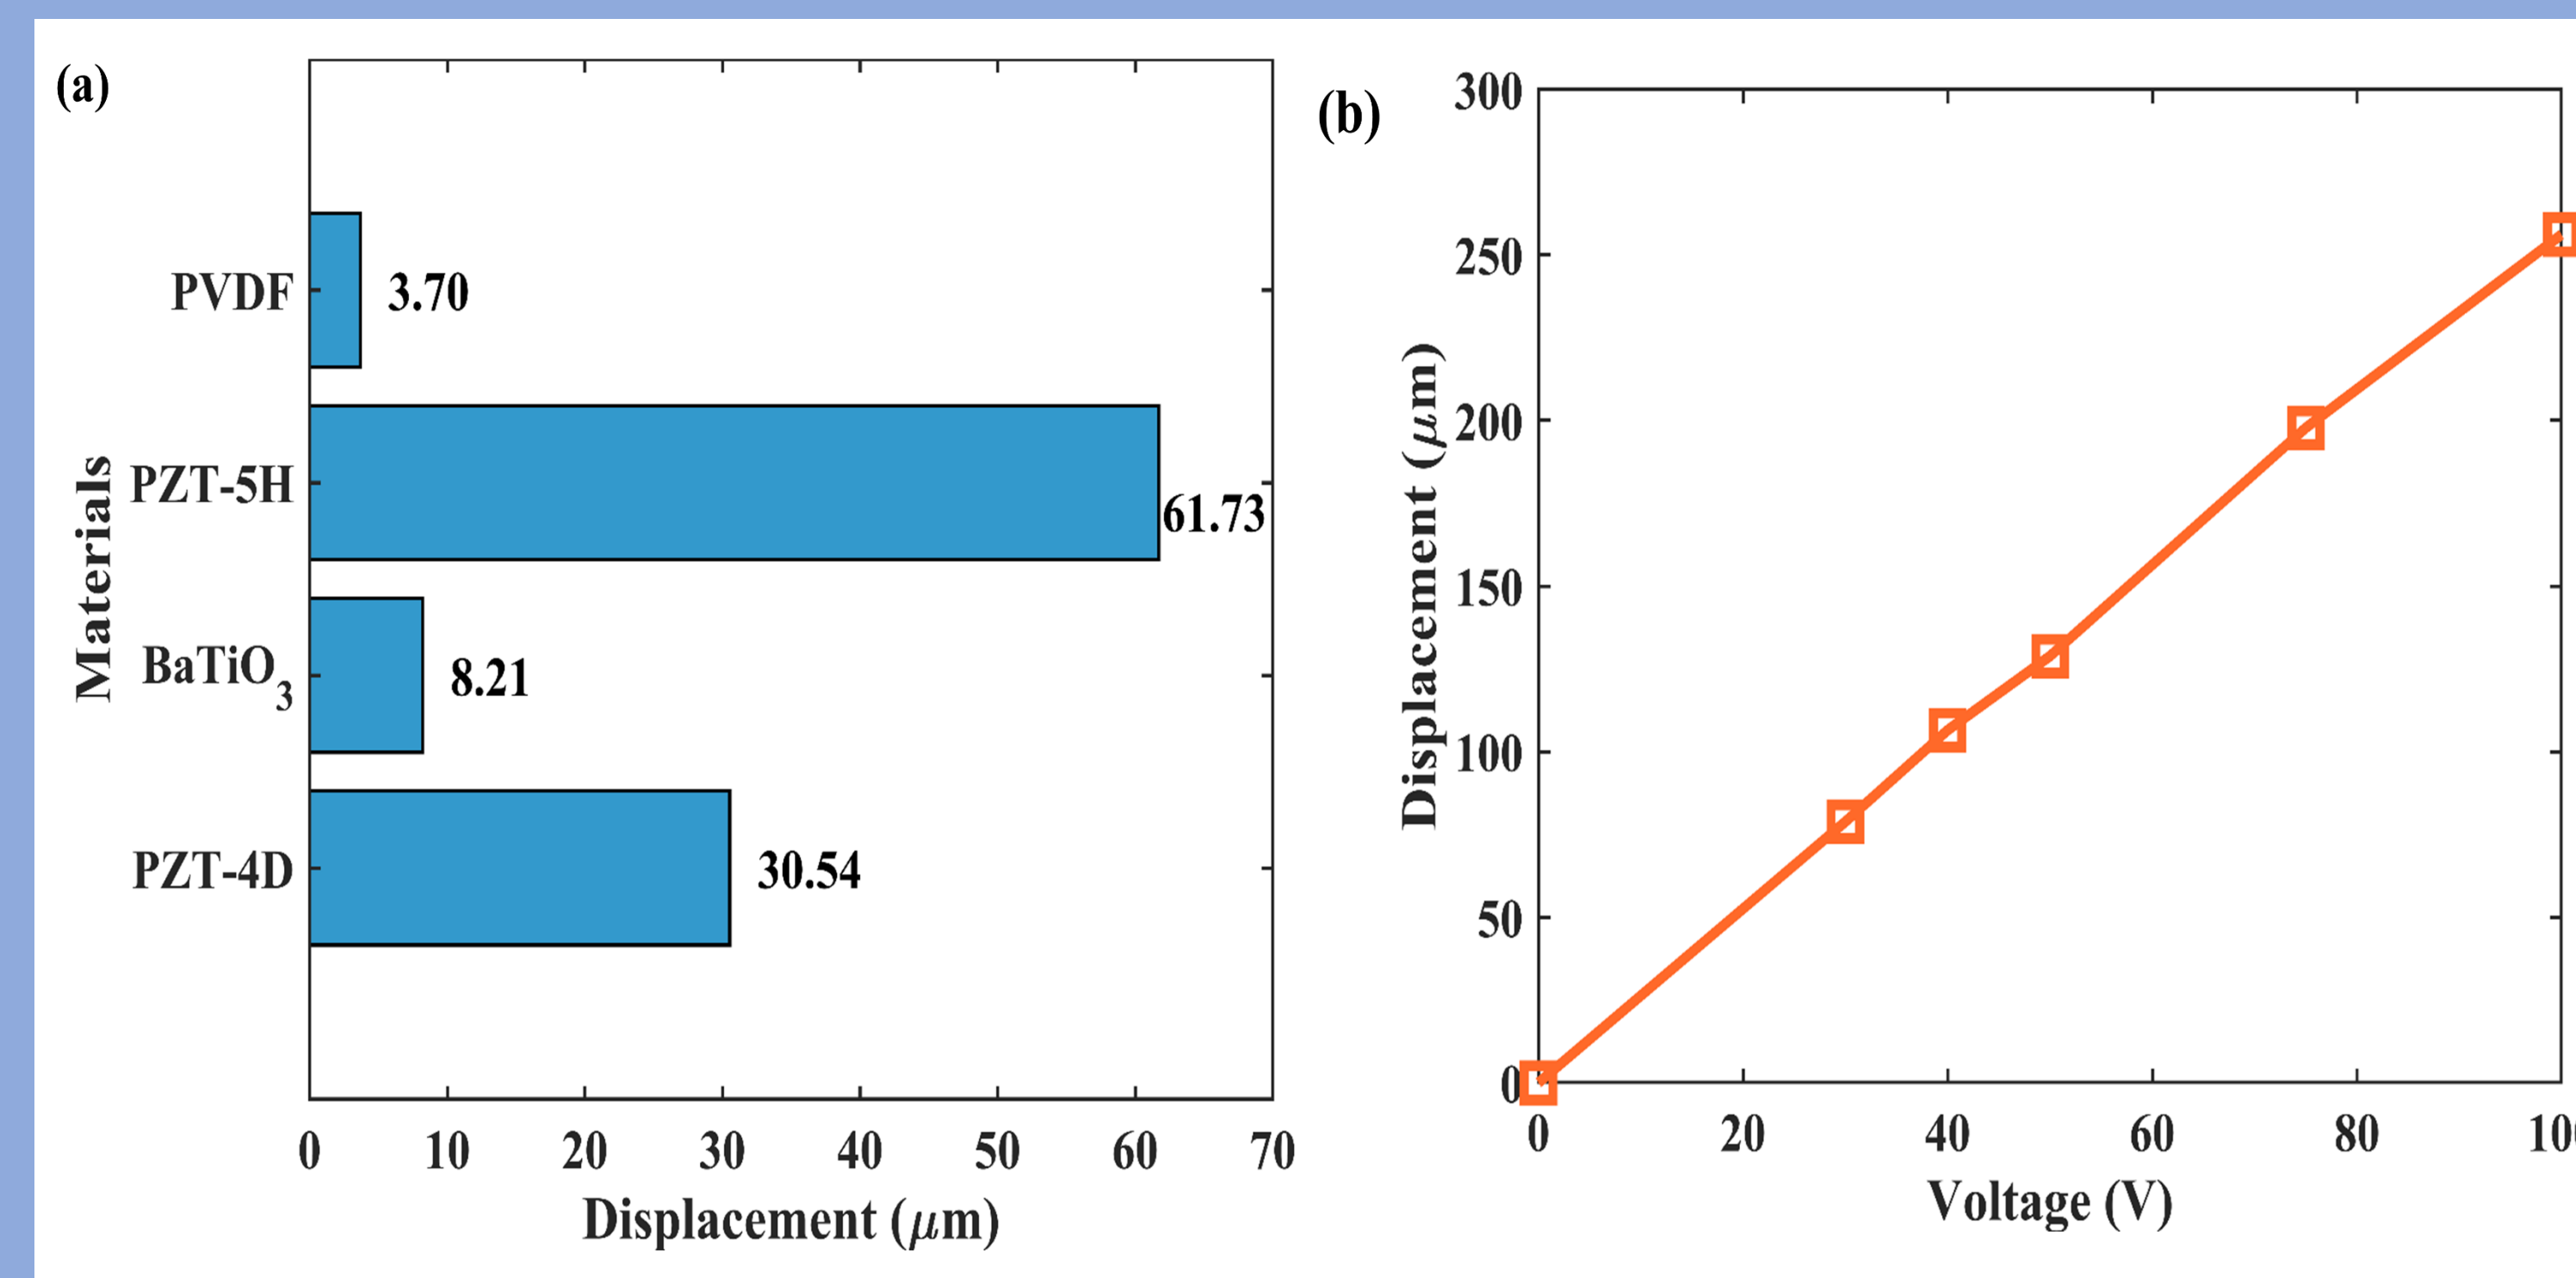 (a)
Materials
PVDF
3.70
PZT-5H
61.73
BaTiO3
8.21
PZT-4D
30.54
0 10 20 30 40 50 60 70
Displacement (μm)
(b)
Displacement (μm)
300
250
200
150
100
50
0
0 20 40 60 80
Voltage (V)